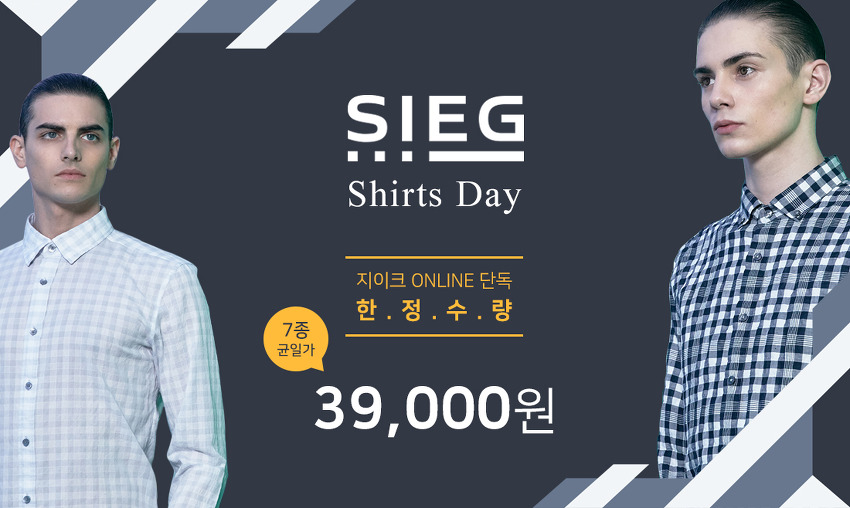 SIEG
Shirts Day
지이크 ONLINE 단독
한.정.수.량
7종
균일가
39,000원